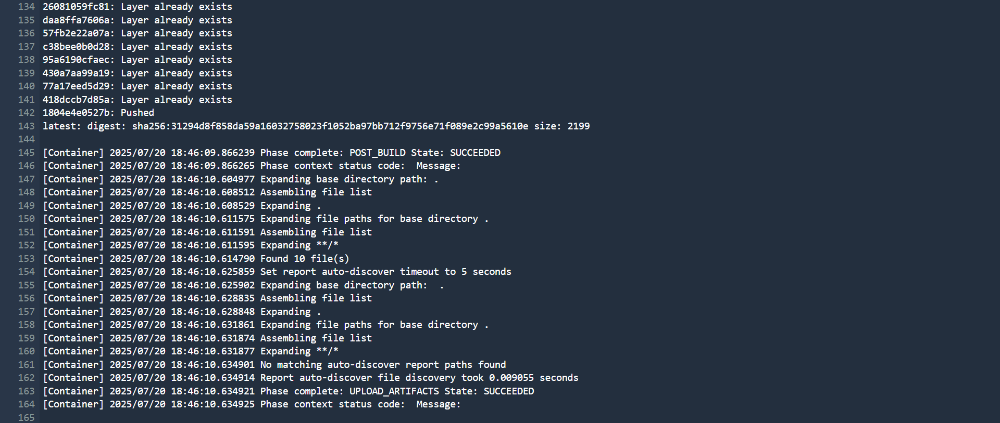 134 26081059fc81: Layer already exists
135 daa8ffa7606a: Layer already exists
136 57fb2e22a07a: Layer already exists
137 c38bee0b0d28: Layer already exists
138 95a6190cfaec: Layer already exists
139 430a7aa99a19: Layer already exists
140 77a17eed5d29: Layer already exists
141 418dccb7d85a: Layer already exists
142 1804e4e0527b: Pushed
143 latest: digest: sha256:31294d8f858da59a16032758023f1052ba97bb712f9756e71f089e2c99a5610e size: 2199
144
145 [Container] 2025/07/20 18:46:09.866239 Phase complete: POST_BUILD State: SUCCEEDED
146 [Container] 2025/07/20 18:46:09.866265 Phase context status code:  Message:
147 [Container] 2025/07/20 18:46:10.604977 Expanding base directory path: .
148 [Container] 2025/07/20 18:46:10.608512 Assembling file list
149 [Container] 2025/07/20 18:46:10.608529 Expanding .
150 [Container] 2025/07/20 18:46:10.611575 Expanding file paths for base directory .
151 [Container] 2025/07/20 18:46:10.611591 Assembling file list
152 [Container] 2025/07/20 18:46:10.611595 Expanding **/*
153 [Container] 2025/07/20 18:46:10.614790 Found 10 file(s)
154 [Container] 2025/07/20 18:46:10.625859 Set report auto-discover timeout to 5 seconds
155 [Container] 2025/07/20 18:46:10.625902 Expanding base directory path:  .
156 [Container] 2025/07/20 18:46:10.628835 Assembling file list
157 [Container] 2025/07/20 18:46:10.628848 Expanding .
158 [Container] 2025/07/20 18:46:10.631861 Expanding file paths for base directory .
159 [Container] 2025/07/20 18:46:10.631874 Assembling file list
160 [Container] 2025/07/20 18:46:10.631877 Expanding **/*
161 [Container] 2025/07/20 18:46:10.634901 No matching auto-discover report paths found
162 [Container] 2025/07/20 18:46:10.634914 Report auto-discover file discovery took 0.009055 seconds
163 [Container] 2025/07/20 18:46:10.634921 Phase complete: UPLOAD_ARTIFACTS State: SUCCEEDED
164 [Container] 2025/07/20 18:46:10.634925 Phase context status code:  Message:
165